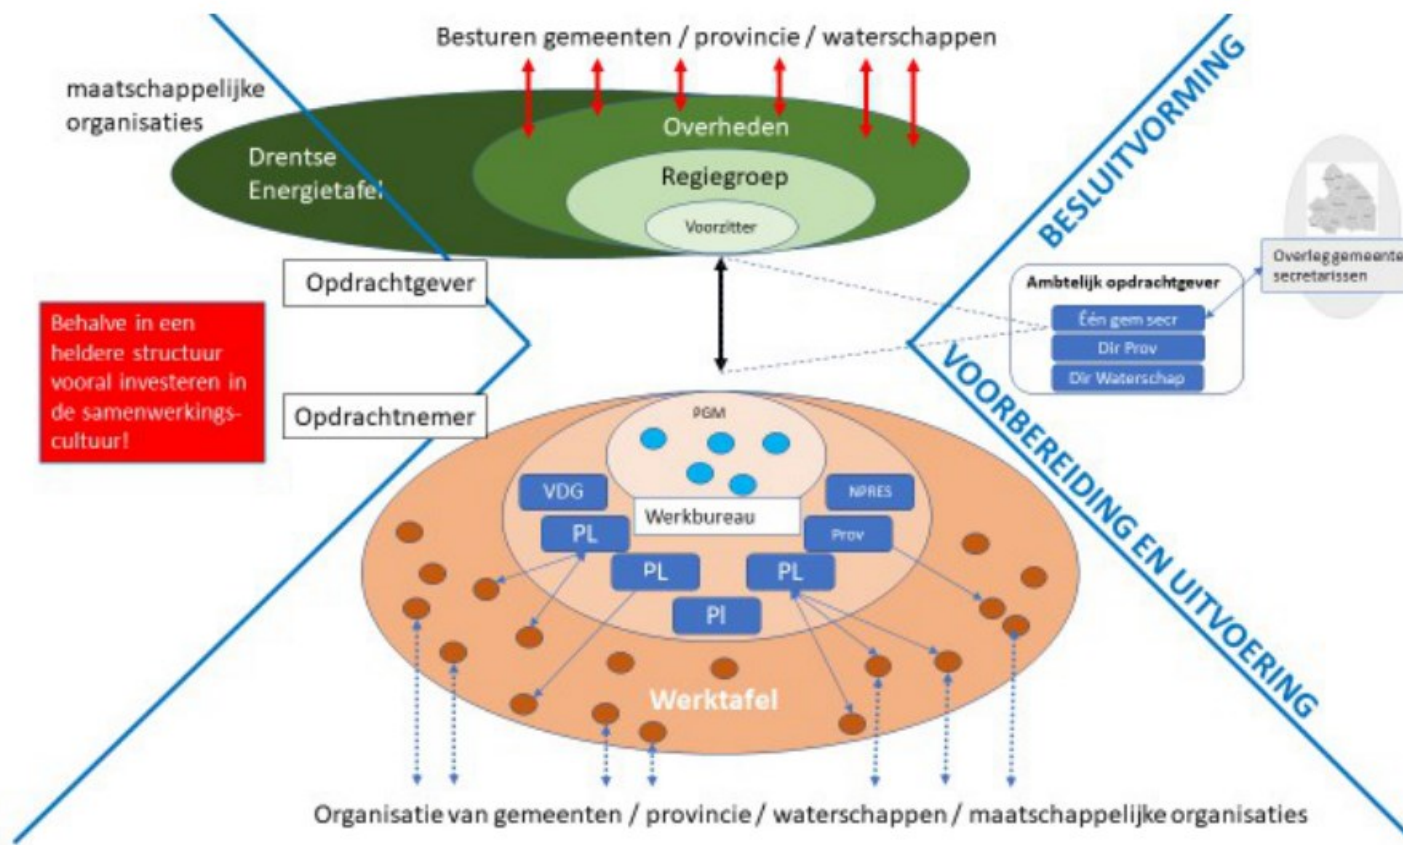 Besturen gemeenten / provincie / waterschappen
maatschappelijke
organisaties
Overheden
Drentse
Energietafel
Regiegroep
Voorzitter
BESLUITVORMING
Opdrachtgever
Overleg gemeente
secretarissen
Ambtelijk opdrachtgever
Één gem secr
Dir Prov
Dir Waterschap
Behalve in een
heldere structuur
vooral investeren in
de samenwerkings-
cultuur!
Opdrachtnemer
VOORBEREIDING EN UITVOERING
PGM
VDG
NPRES
Werkbureau
PL
Prov
PL
PL
Pl
Werktafel
Organisatie van gemeenten / provincie / waterschappen / maatschappelijke organisaties